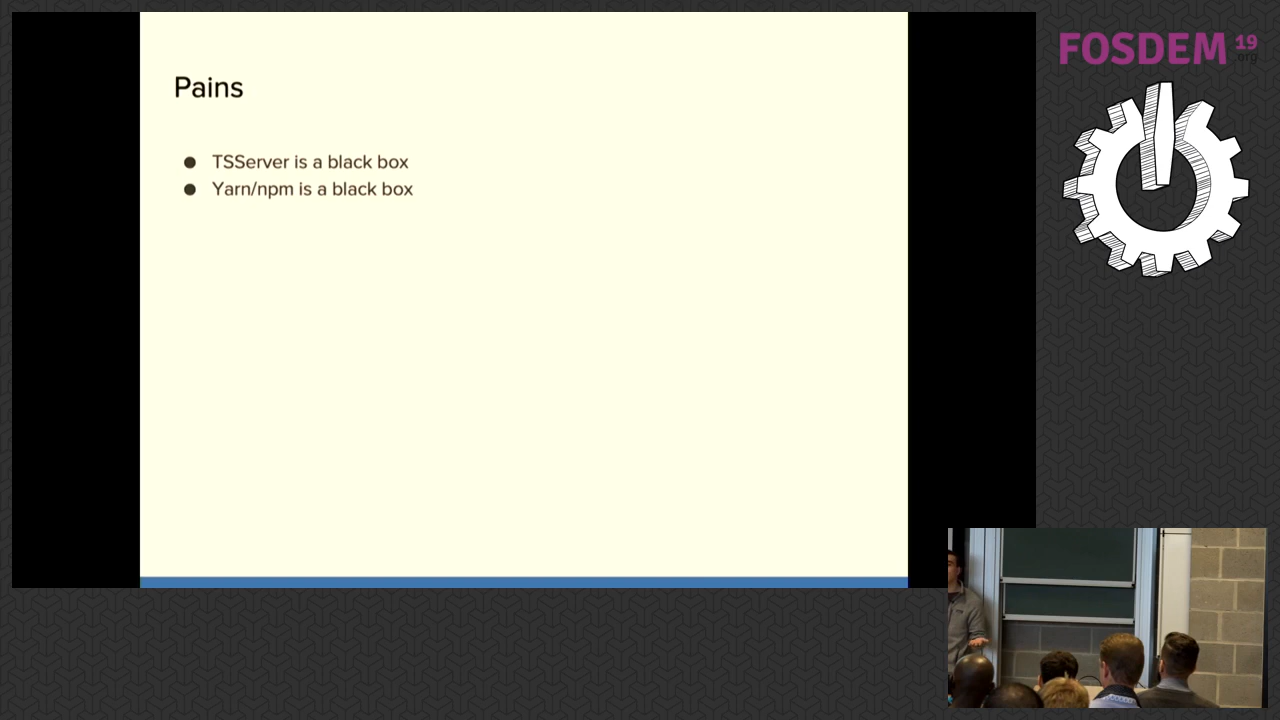 FOSDEM 19
.org
Pains
TSServer is a black box
Yarn/npm is a black box